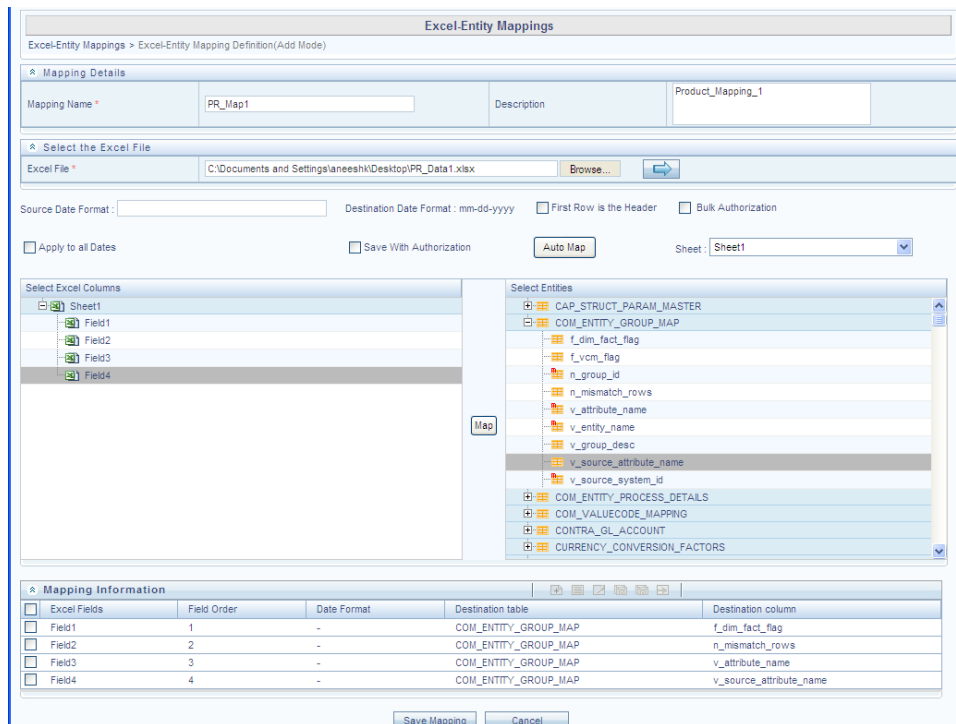 Excel-Entity Mappings
Excel-Entity Mappings > Excel-Entity Mapping Definition(Add Mode)
Mapping Details
Mapping Name * PR_Map1 Description Product_Mapping_1
Select the Excel File
Excel File * C:\Documents and Settings\aneeshk\Desktop\PR_Data1.xlsx Browse...
Source Date Format : Destination Date Format : mm-dd-yyyy First Row is the Header Bulk Authorization
Apply to all Dates Save With Authorization Auto Map Sheet : Sheet1
Select Excel Columns
Sheet1
Field1
Field2
Field3
Field4
Map
Select Entities
CAP_STRUCT_PARAM_MASTER
COM_ENTITY_GROUP_MAP
f_dim_fact_flag
f_vcm_flag
n_group_id
n_mismatch_rows
v_attribute_name
v_entity_name
v_group_desc
v_source_attribute_name
v_source_system_id
COM_ENTITY_PROCESS_DETAILS
COM_VALUECODE_MAPPING
CONTRA_GL_ACCOUNT
CURRENCY_CONVERSION_FACTORS
Mapping Information
Excel Fields Field Order Date Format Destination table Destination column
Field1 1 - COM_ENTITY_GROUP_MAP f_dim_fact_flag
Field2 2 - COM_ENTITY_GROUP_MAP n_mismatch_rows
Field3 3 - COM_ENTITY_GROUP_MAP v_attribute_name
Field4 4 - COM_ENTITY_GROUP_MAP v_source_attribute_name
Save Mapping Cancel